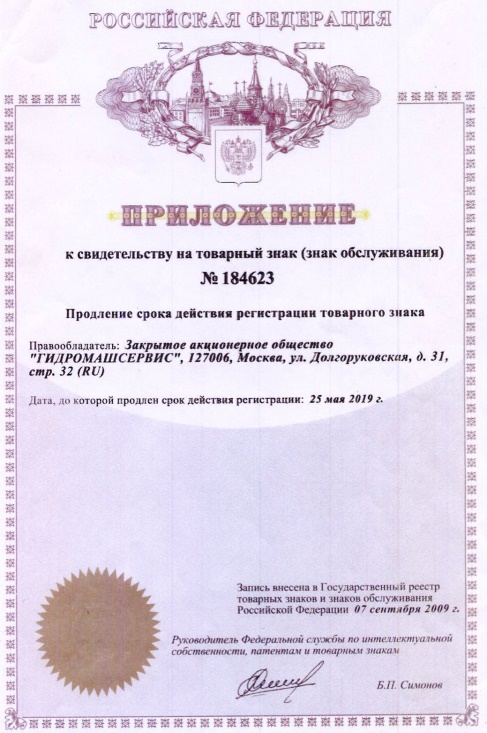 РОССИЙСКАЯ ФЕДЕРАЦИЯ
ПРИЛОЖЕНИЕ
к свидетельству на товарный знак (знак обслуживания)
№ 184623
Продление срока действия регистрации товарного знака
Правообладатель: Закрытое акционерное общество
"ГИДРОМАШСЕРВИС", 127006, Москва, ул. Долгоруковская, д. 31,
стр. 32 (RU)
Дата, до которой продлен срок действия регистрации: 25 мая 2019 г.
Запись внесена в Государственный реестр
товарных знаков и знаков обслуживания
Российской Федерации 07 сентября 2009 г.
Руководитель Федеральной службы по интеллектуальной
собственности, патентам и товарным знакам
Б.П. Симонов